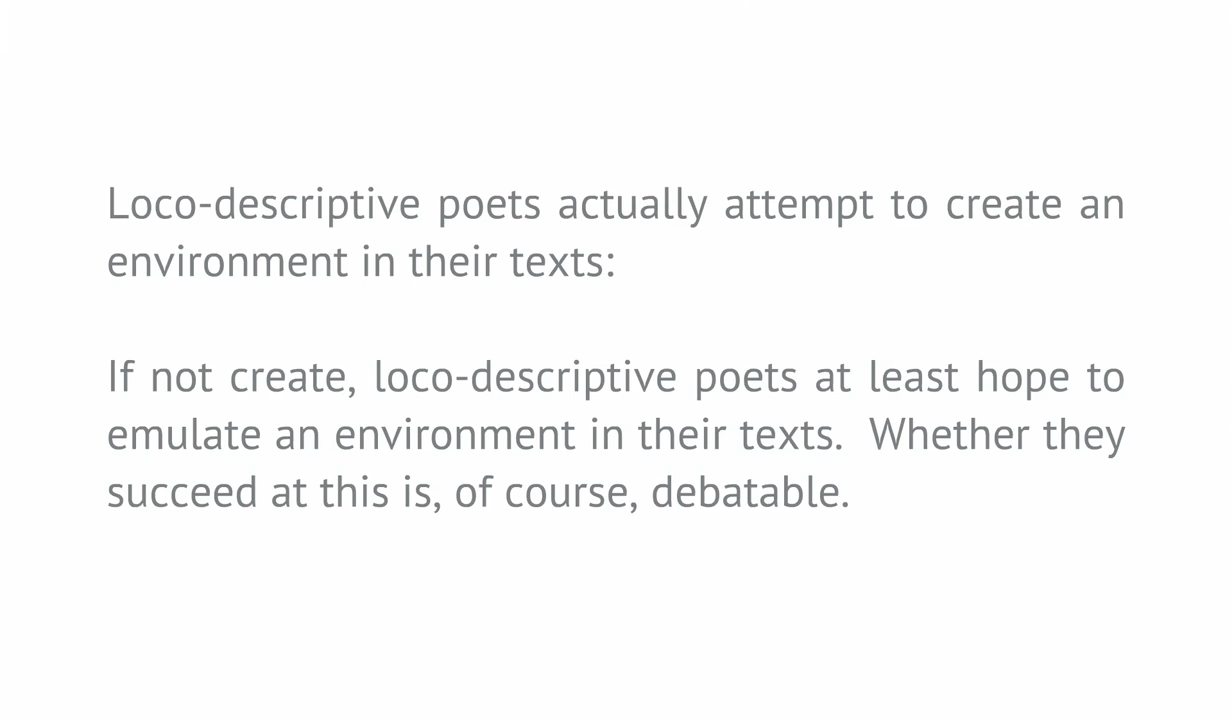 Loco-descriptive poets actually attempt to create an
environment in their texts:
If not create, loco-descriptive poets at least hope to
emulate an environment in their texts.  Whether they
succeed at this is, of course, debatable.